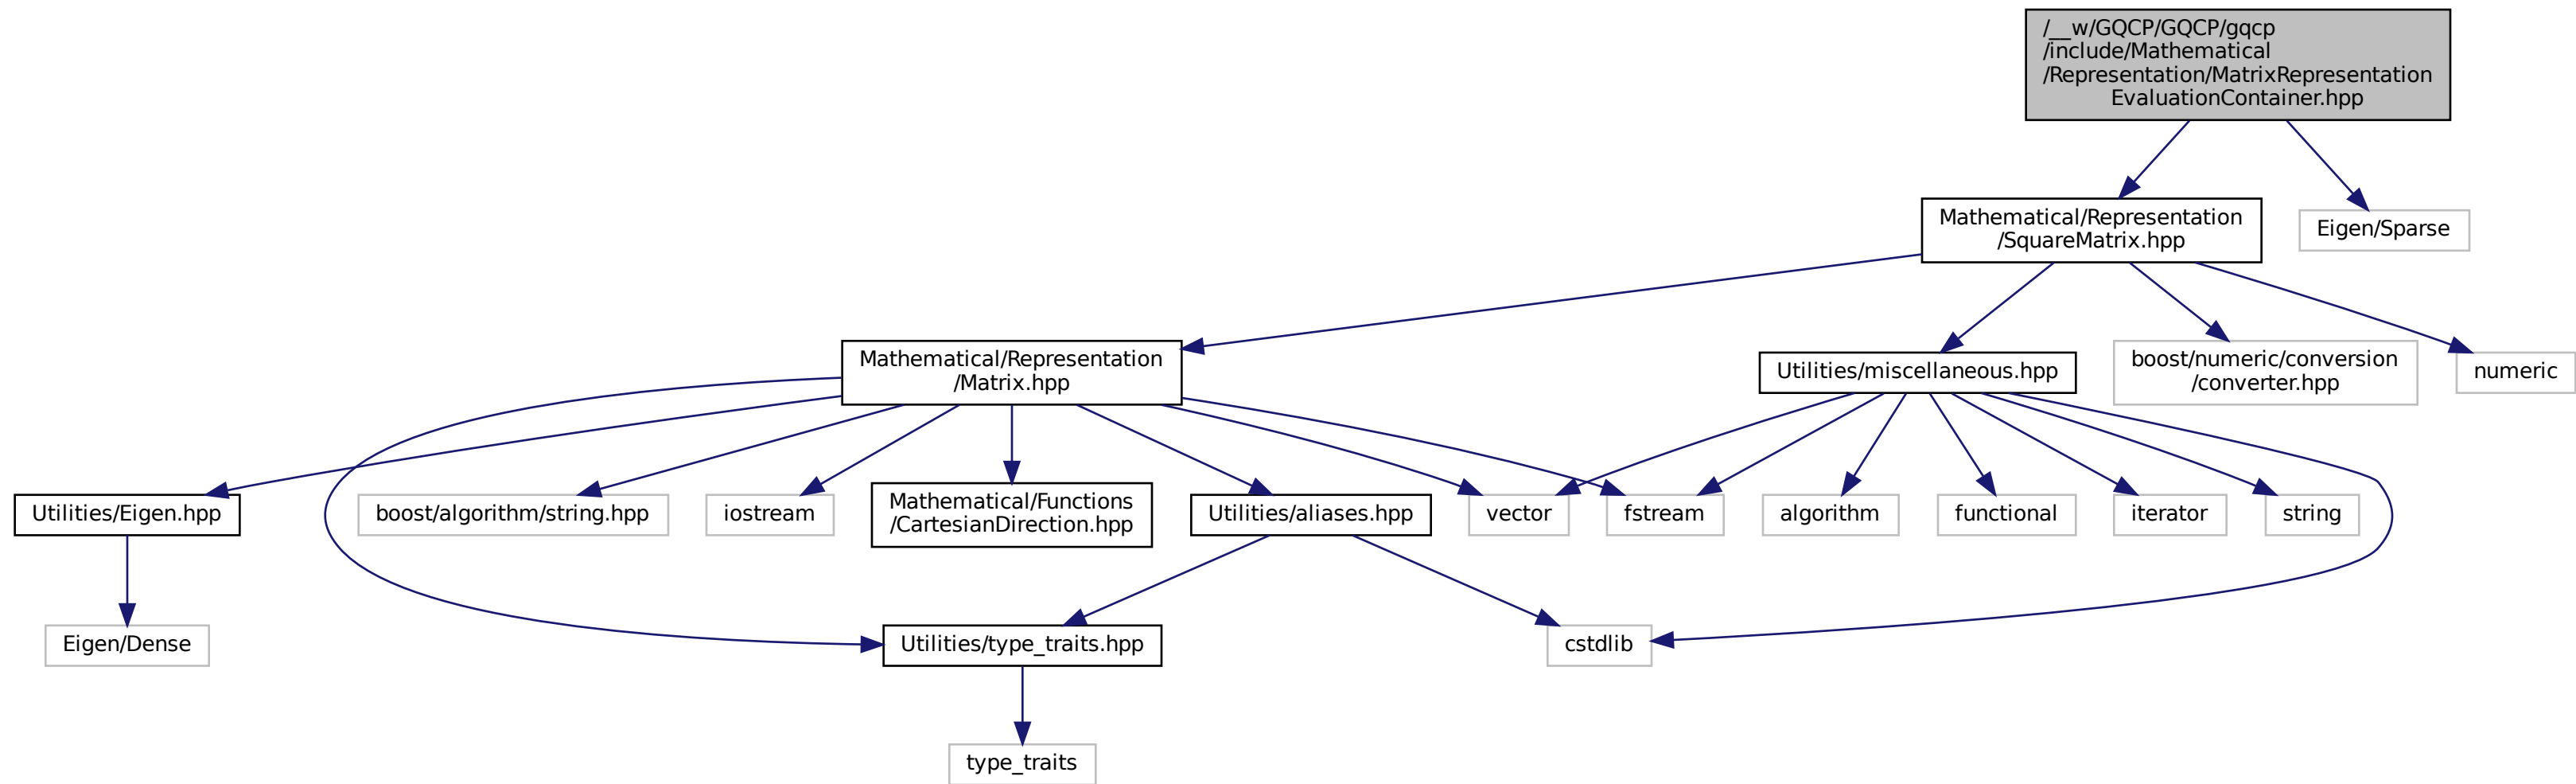 /__w/GQCP/GQCP/gqcp
/include/Mathematical
/Representation/MatrixRepresentation
EvaluationContainer.hpp
Mathematical/Representation
/SquareMatrix.hpp
Eigen/Sparse
Mathematical/Representation
/Matrix.hpp
Utilities/miscellaneous.hpp
boost/numeric/conversion
/converter.hpp
numeric
Utilities/Eigen.hpp
boost/algorithm/string.hpp
iostream
Mathematical/Functions
/CartesianDirection.hpp
Utilities/aliases.hpp
vector
fstream
algorithm
functional
iterator
string
Eigen/Dense
Utilities/type_traits.hpp
cstdlib
type_traits